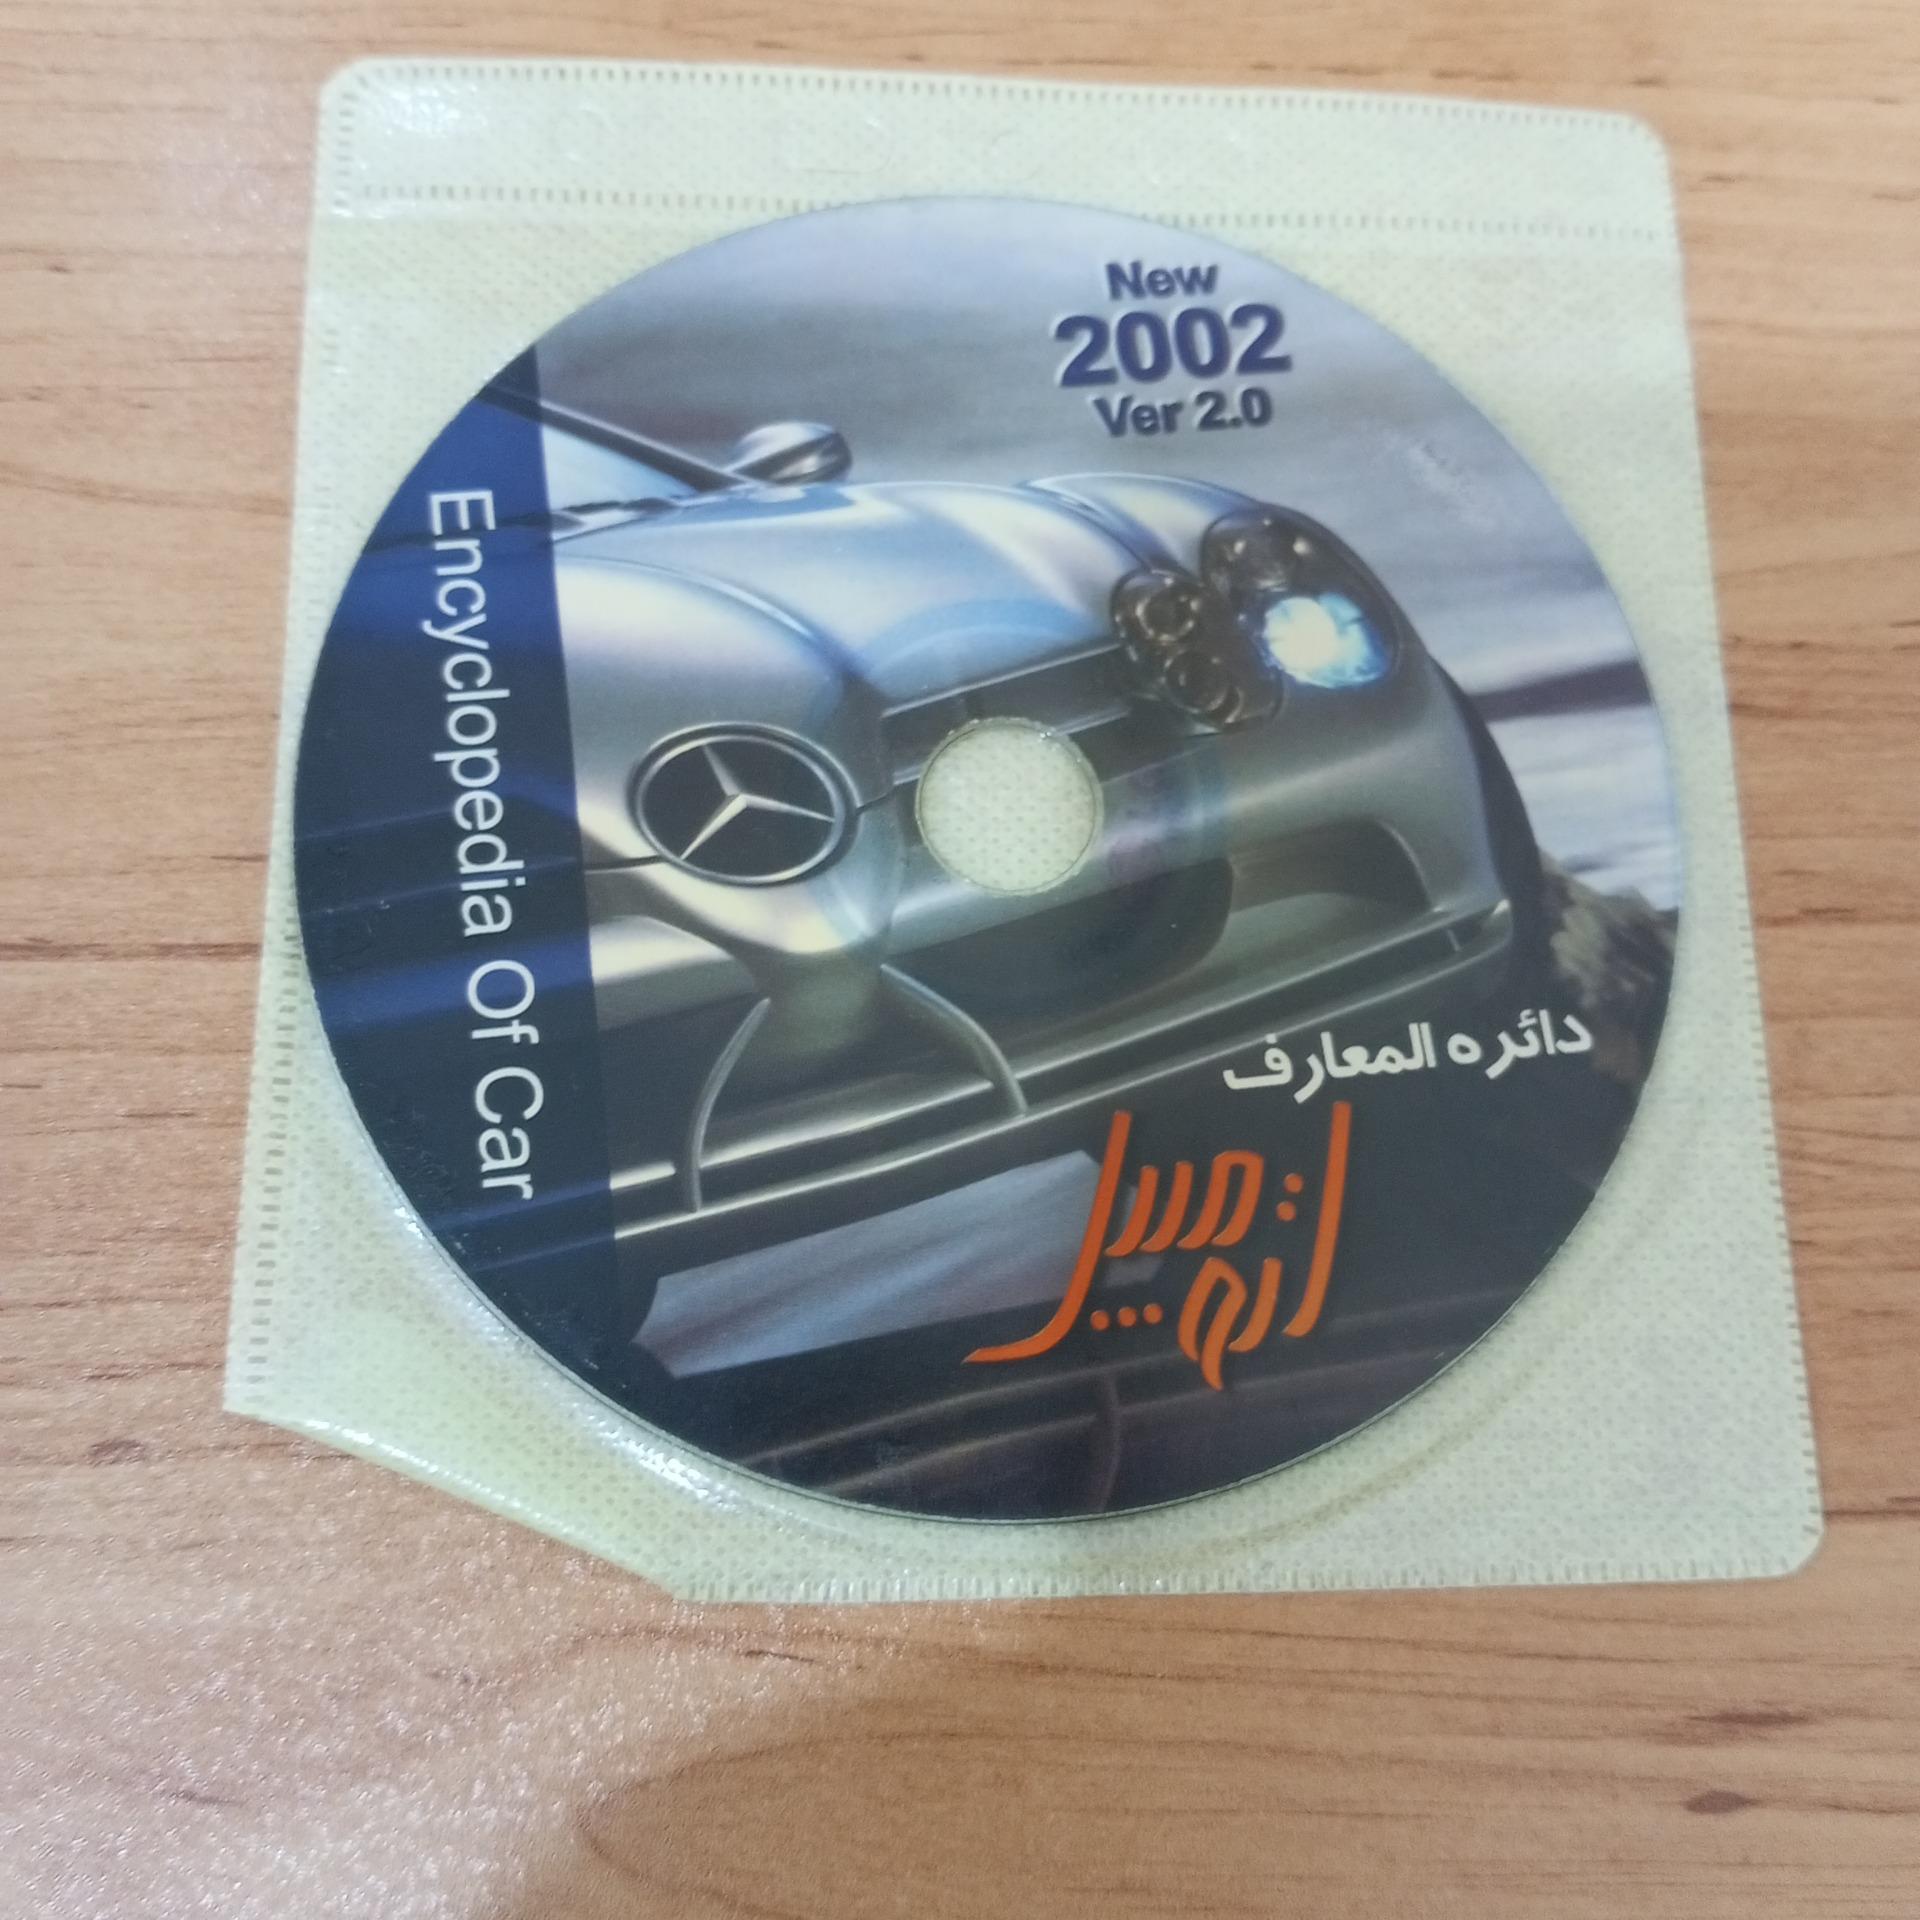 New
2002
Ver 2.0
Encyclopedia Of Car
دائره المعارف
اتومبیل